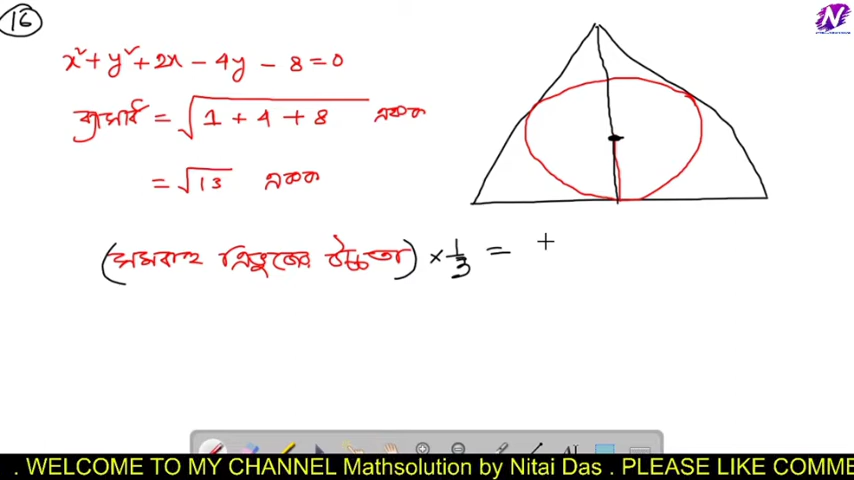 16
N
x² + y² + 2x - 4y - 8 = 0
ব্যাসার্ধ = √1 + 4 + 8 একক
= √13 একক
(সমবাহু ত্রিভুজের উচ্চতা) × 1/3 = +
. WELCOME TO MY CHANNEL Mathsolution by Nitai Das . PLEASE LIKE COMME